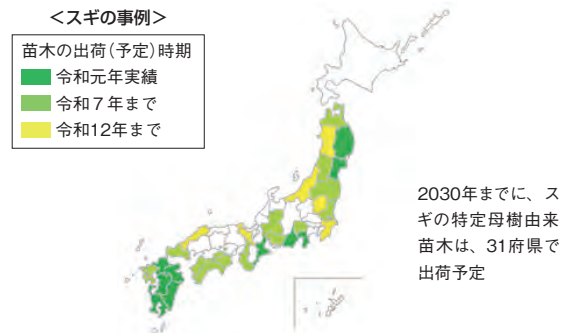 <スギの事例>
苗木の出荷(予定)時期
令和元年実績
令和7年まで
令和12年まで
2030年までに、ス
ギの特定母樹由来
苗木は、31府県で
出荷予定